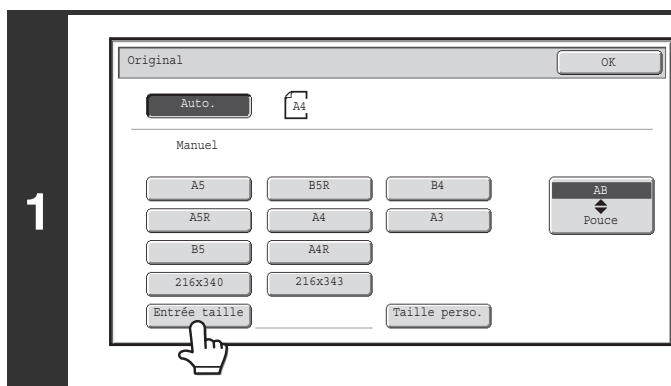 1
Original OK
Auto. A4
Manuel
A5 B5R B4 AB
A5R A4 A3 Pouce
B5 A4R
216x340 216x343
Entrée taille Taille perso.